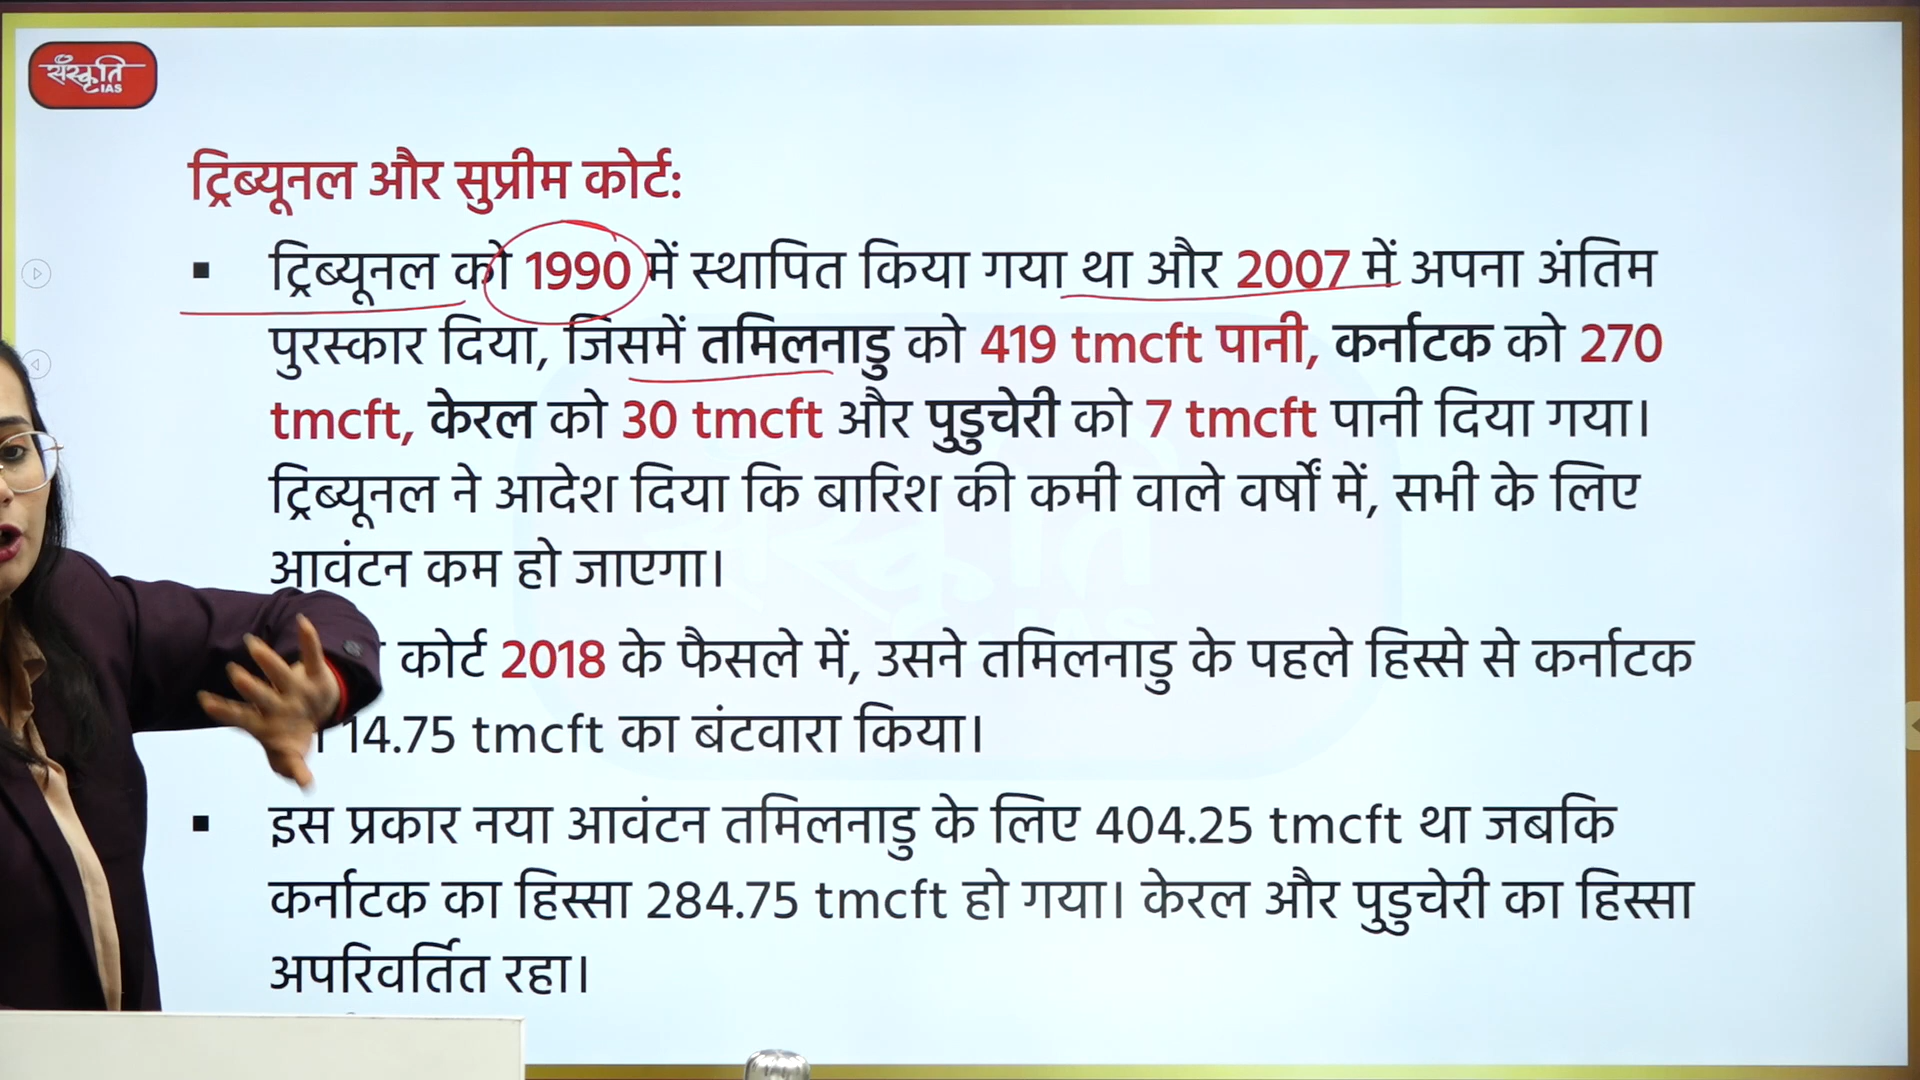 संस्कृति
IAS
ट्रिब्यूनल और सुप्रीम कोर्ट:
▪ ट्रिब्यूनल को 1990 में स्थापित किया गया था और 2007 में अपना अंतिम
पुरस्कार दिया, जिसमें तमिलनाडु को 419 tmcft पानी, कर्नाटक को 270
tmcft, केरल को 30 tmcft और पुडुचेरी को 7 tmcft पानी दिया गया।
ट्रिब्यूनल ने आदेश दिया कि बारिश की कमी वाले वर्षों में, सभी के लिए
आवंटन कम हो जाएगा।
कोर्ट 2018 के फैसले में, उसने तमिलनाडु के पहले हिस्से से कर्नाटक
14.75 tmcft का बंटवारा किया।
▪ इस प्रकार नया आवंटन तमिलनाडु के लिए 404.25 tmcft था जबकि
कर्नाटक का हिस्सा 284.75 tmcft हो गया। केरल और पुडुचेरी का हिस्सा
अपरिवर्तित रहा।